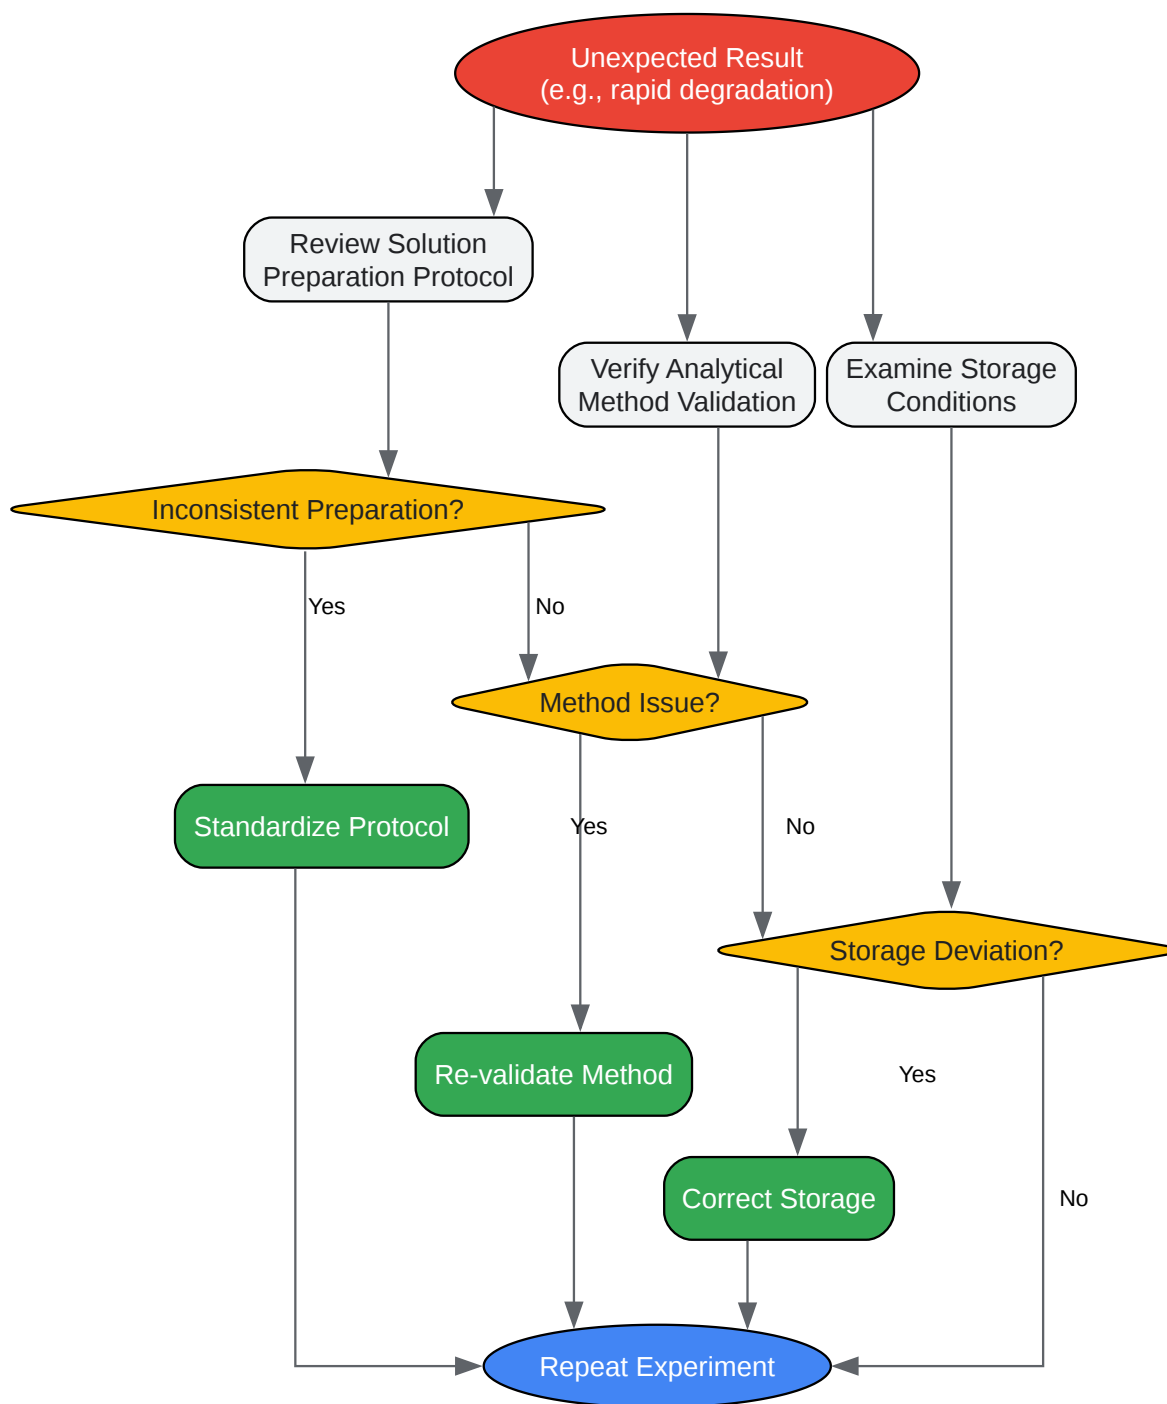 Unexpected Result
(e.g., rapid degradation)
Review Solution
Preparation Protocol
Verify Analytical
Method Validation
Examine Storage
Conditions
Inconsistent Preparation?
Yes
No
Method Issue?
Standardize Protocol
Yes
No
Storage Deviation?
Re-validate Method
Yes
Correct Storage
No
Repeat Experiment